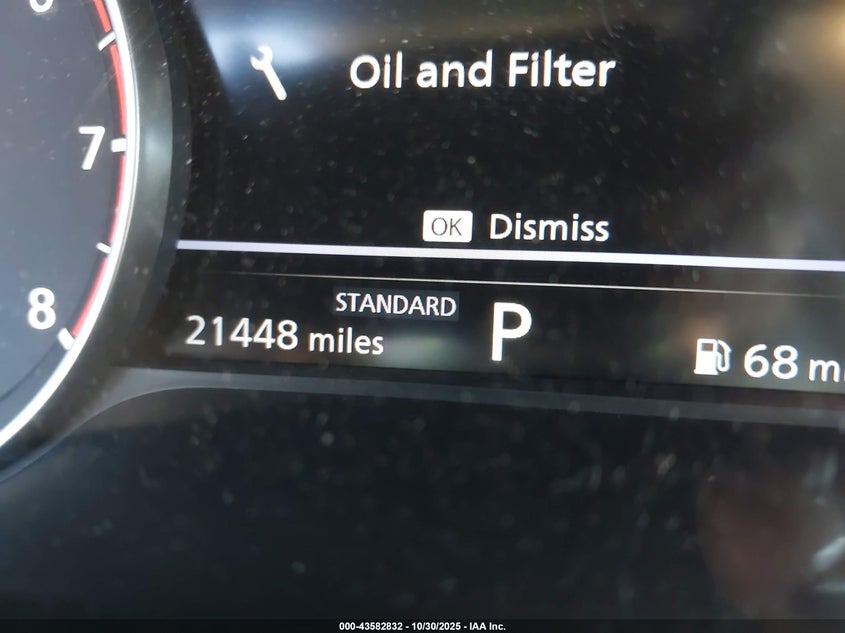 Oil and Filter
7
OK Dismiss
8
STANDARD
21448 miles
P
68
000-43582832 - 10/30/2025 - IAA Inc.